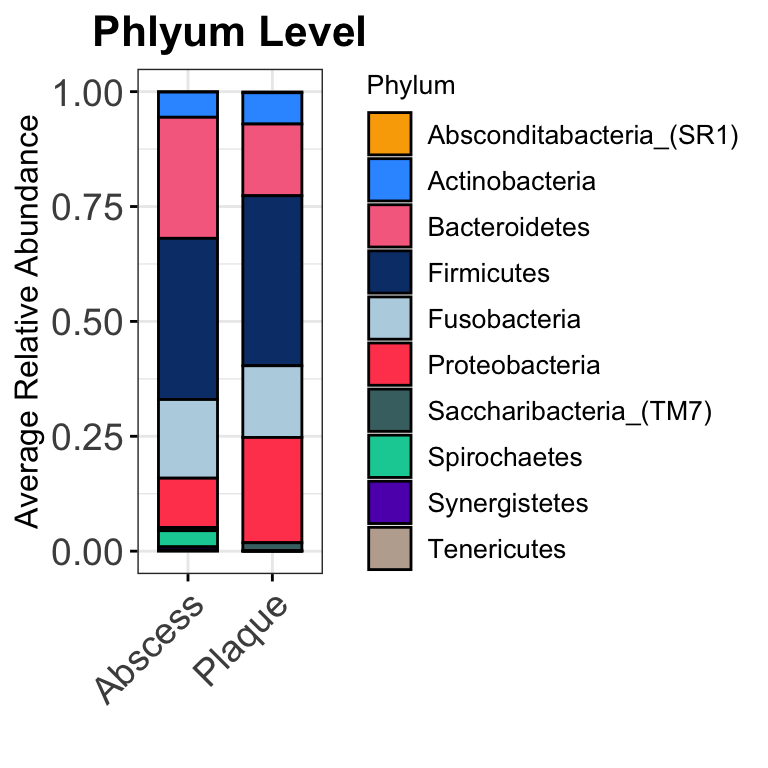 Phlyum Level
Average Relative Abundance
1.00
0.75
0.50
0.25
0.00
Abscess
Plaque
Phylum
Absconditabacteria_(SR1)
Actinobacteria
Bacteroidetes
Firmicutes
Fusobacteria
Proteobacteria
Saccharibacteria_(TM7)
Spirochaetes
Synergistetes
Tenericutes